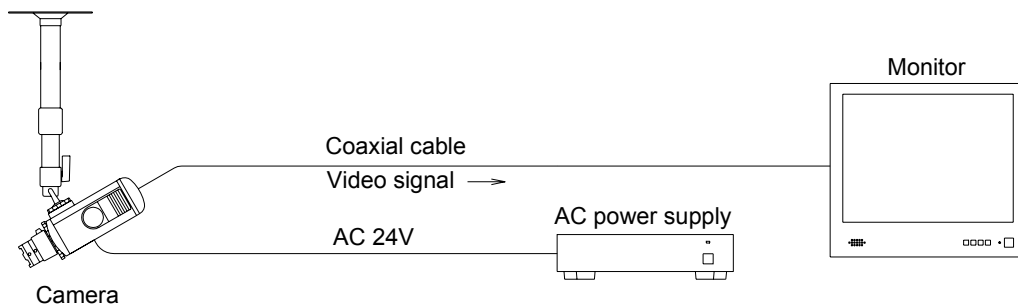 Monitor
Coaxial cable
Video signal
AC power supply
AC 24V
Camera